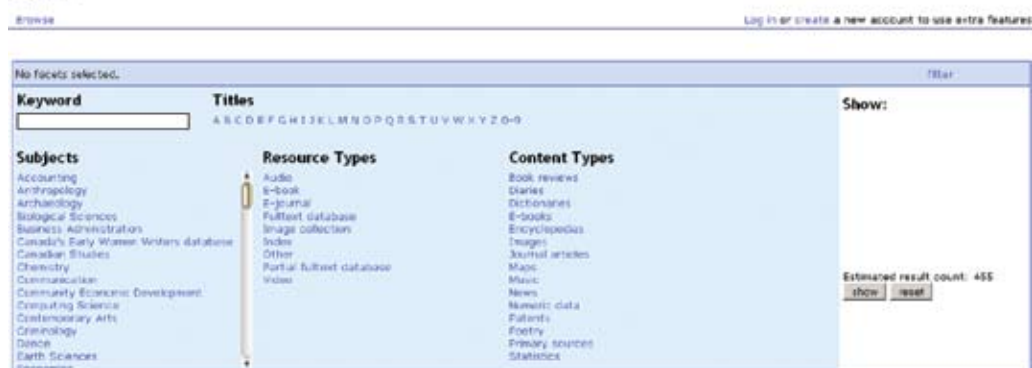 Browse
Log in or create a new account to use extra features
No facets selected.
filter
Keyword
Titles
A B C D E F G H I J K L M N O P Q R S T U V W X Y Z 0-9
Show:
Subjects
Accounting
Anthropology
Archaeology
Biological Sciences
Business Administration
Canada's Early Women Writers database
Canadian Studies
Chemistry
Communication
Community Economic Development
Computing Science
Contemporary Arts
Criminology
Dance
Earth Sciences
Resource Types
Audio
E-book
E-journal
Fulltext database
Image collection
Index
Other
Partial fulltext database
Video
Content Types
Book reviews
Diaries
Dictionaries
E-books
Encyclopedias
Images
Journal articles
Maps
Music
News
Numeric data
Patents
Poetry
Primary sources
Statistics
Estimated result count: 455
show
reset